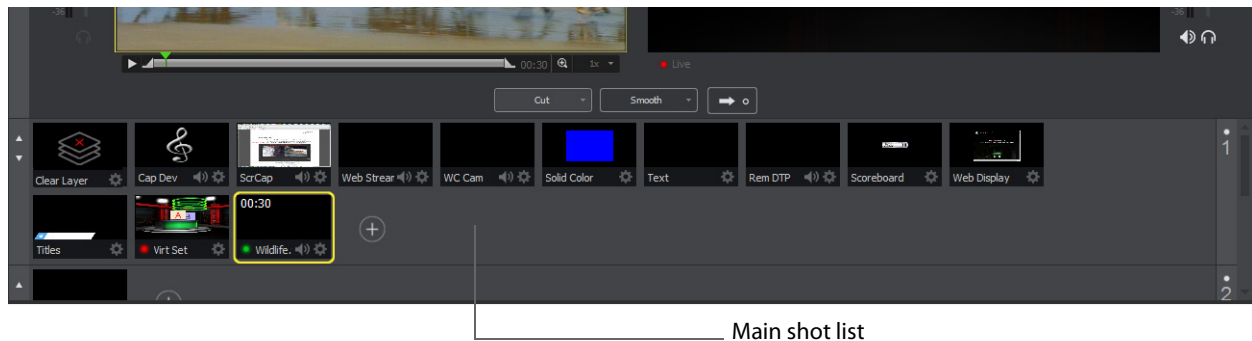 -36 -36
00:30 1x Live
Cut Smooth
1
Clear Layer Cap Dev ScrCap Web Strear WC Cam Solid Color Text Rem DTP Scoreboard Web Display
00:30
Titles Virt Set Wildlife.
2
Main shot list